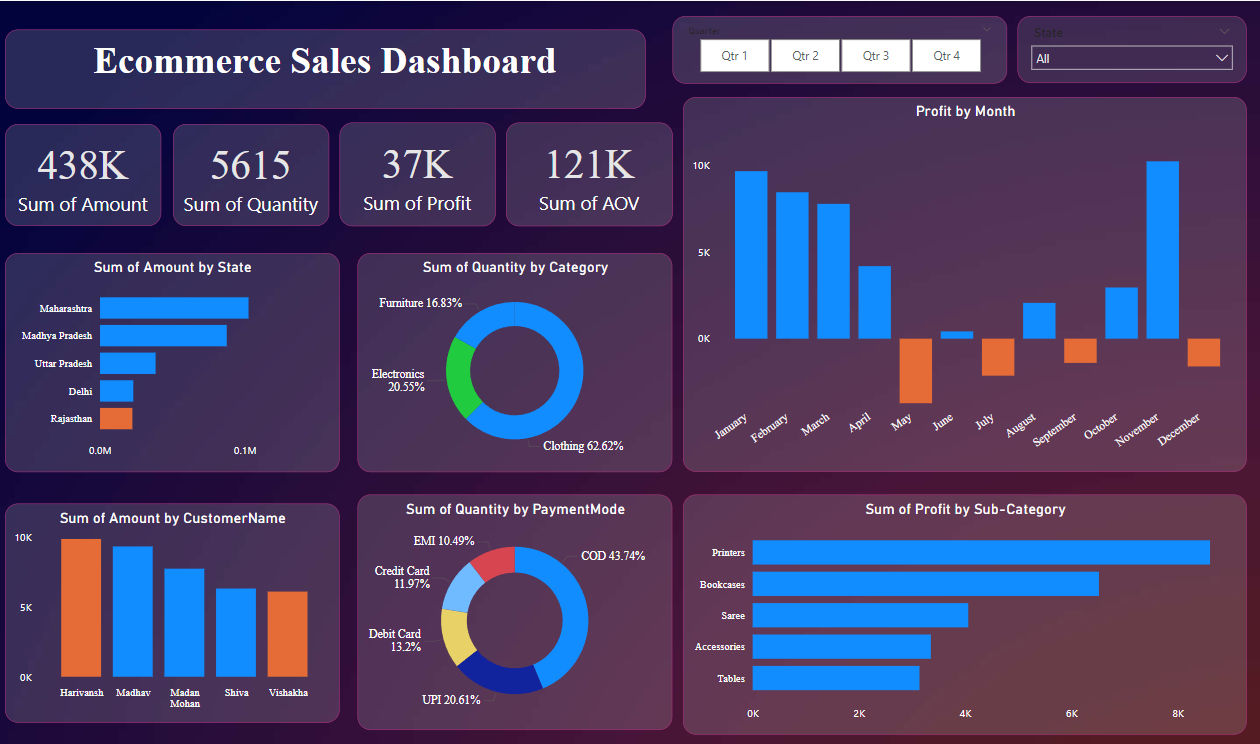 Ecommerce Sales Dashboard
Quarter
Qtr 1
Qtr 2
Qtr 3
Qtr 4
State
All
438K
Sum of Amount
5615
Sum of Quantity
37K
Sum of Profit
121K
Sum of AOV
Profit by Month
10K
5K
0K
January
February
March
April
May
June
July
August
September
October
November
December
Sum of Amount by State
Maharashtra
Madhya Pradesh
Uttar Pradesh
Delhi
Rajasthan
0.0M
0.1M
Sum of Quantity by Category
Furniture 16.83%
Electronics
20.55%
Clothing 62.62%
Sum of Amount by CustomerName
10K
5K
0K
Harivansh
Madhav
Madan
Mohan
Shiva
Vishakha
Sum of Quantity by PaymentMode
EMI 10.49%
COD 43.74%
Credit Card
11.97%
Debit Card
13.2%
UPI 20.61%
Sum of Profit by Sub-Category
Printers
Bookcases
Saree
Accessories
Tables
0K
2K
4K
6K
8K